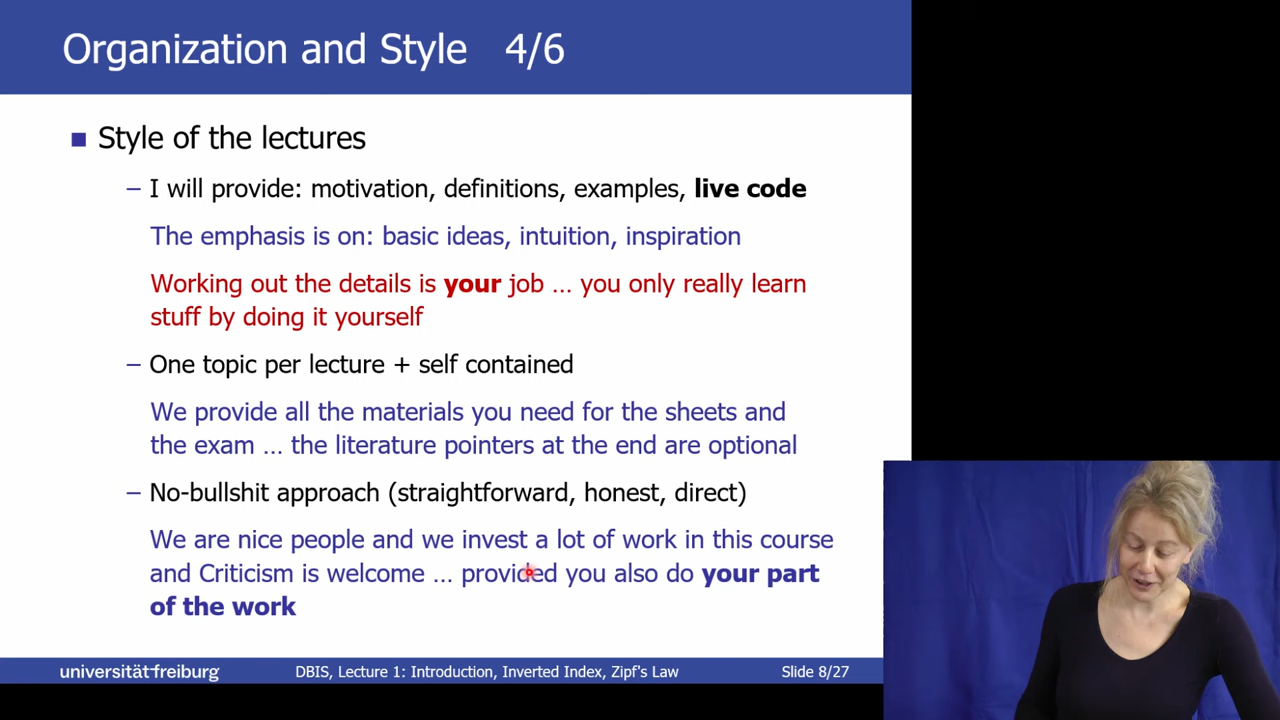 Organization and Style 4/6
Style of the lectures
– I will provide: motivation, definitions, examples, live code
The emphasis is on: basic ideas, intuition, inspiration
Working out the details is your job … you only really learn
stuff by doing it yourself
– One topic per lecture + self contained
We provide all the materials you need for the sheets and
the exam … the literature pointers at the end are optional
– No-bullshit approach (straightforward, honest, direct)
We are nice people and we invest a lot of work in this course
and Criticism is welcome … provided you also do your part
of the work
universität freiburg
DBIS, Lecture 1: Introduction, Inverted Index, Zipf's Law
Slide 8/27